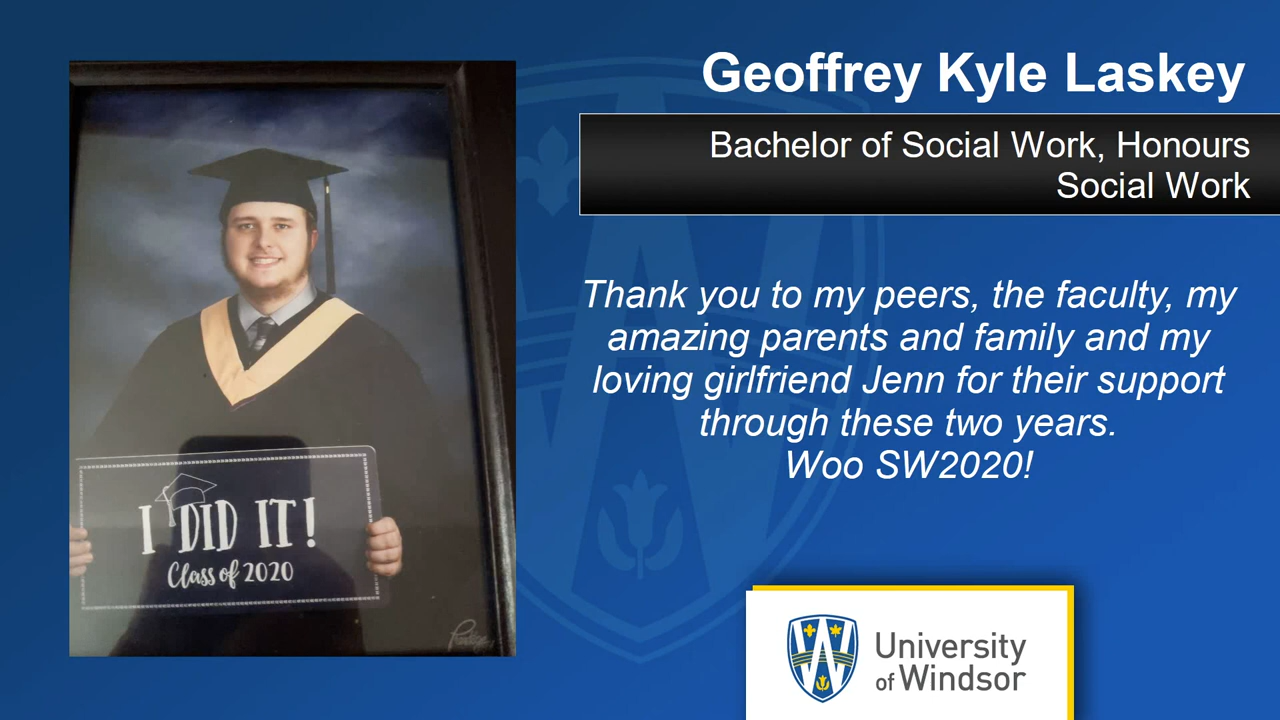 Geoffrey Kyle Laskey
Bachelor of Social Work, Honours
Social Work
Thank you to my peers, the faculty, my
amazing parents and family and my
loving girlfriend Jenn for their support
through these two years.
Woo SW2020!
I DID IT!
Class of 2020
University
of Windsor